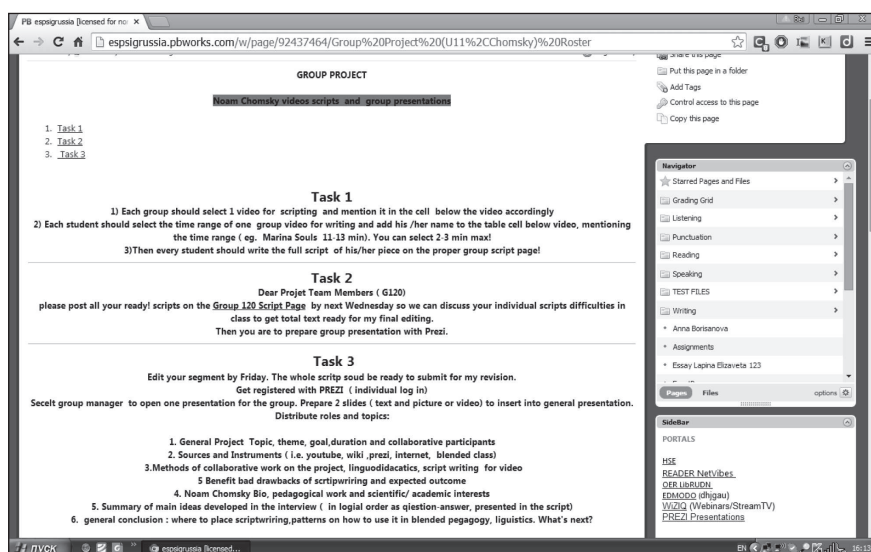 PB espsigrussia [licensed for nor
espsigrussia.pbworks.com/w/page/92437464/Group%20Project%20(U11%2CChomsky)%20Roster
GROUP PROJECT
Noam Chomsky videos scripts and group presentations
1. Task 1
2. Task 2
3. Task 3
Task 1
1) Each group should select 1 video for scripting and mention it in the cell below the video accordingly
2) Each student should select the time range of one group video for writing and add his /her name to the table cell below video, mentioning
the time range ( eg. Marina Souls 11-13 min). You can select 2-3 min max!
3)Then every student should write the full script of his/her piece on the proper group script page!
Task 2
Dear Projet Team Members ( G120)
please post all your ready! scripts on the Group 120 Script Page by next Wednesday so we can discuss your individual scripts difficulties in
class to get total text ready for my final editing.
Then you are to prepare group presentation with Prezi.
Task 3
Edit your segment by Friday. The whole scritp soud be ready to submit for my revision.
Get registered with PREZI ( individual log in)
Secelt group manager to open one presentation for the group. Prepare 2 slides ( text and picture or video) to insert into general presentation.
Distribute roles and topics:
1. General Project Topic, theme, goal,duration and collaborative participants
2. Sources and Instruments ( i.e. youtube, wiki ,prezi, internet, blended class)
3.Methods of collaborative work on the project, linguodidacatics, script writing for video
5 Benefit bad drawbacks of scrtipwriring and expected outcome
4. Noam Chomsky Bio, pedagogical work and scientific/ academic interests
5. Summary of main ideas developed in the interview ( in logial order as qiestion-answer, presented in the script)
6. general conclusion : where to place scriptwriring,patterns on how to use it in blended pegagogy, liguistics. What's next?
Share this page
Put this page in a folder
Add Tags
Control access to this page
Copy this page
Navigator
Starred Pages and Files
Grading Grid
Listening
Punctuation
Reading
Speaking
TEST FILES
Writing
Anna Borisanova
Assignments
Essay Lapina Elizaveta 123
Pages Files options
SideBar
PORTALS
HSE
READER NetVibes
OER LibRUDN
EDMODO (dhjgau)
WiZIQ (Webinars/StreamTV)
PREZI Presentations
ПУСК
espsigrussia [licensed...
EN
16:13